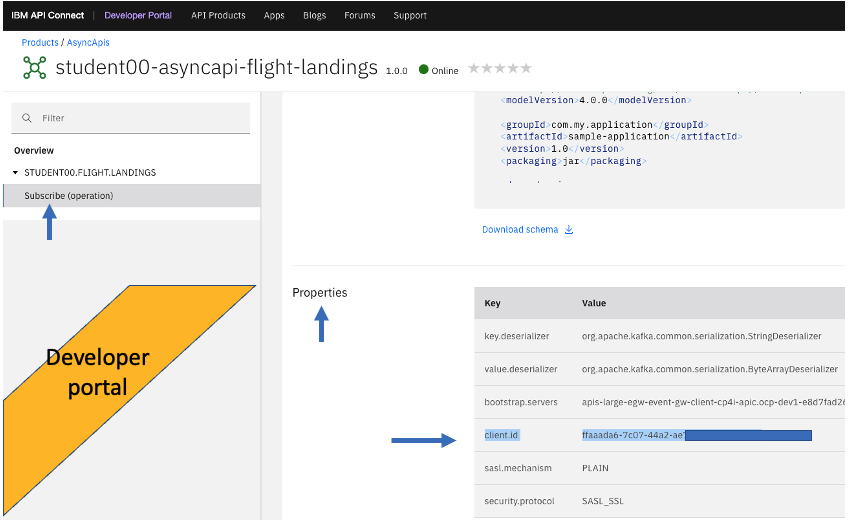 IBM API Connect | Developer Portal API Products Apps Blogs Forums Support
Products / AsyncApis
student00-asyncapi-flight-landings 1.0.0 Online
Filter
Overview
STUDENT00.FLIGHT.LANDINGS
Subscribe (operation)
<modelVersion>4.0.0</modelVersion>
<groupId>com.my.application</groupId>
<artifactId>sample-application</artifactId>
<version>1.0</version>
<packaging>jar</packaging>
Download schema
Properties
Key Value
key.deserializer org.apache.kafka.common.serialization.StringDeserializer
value.deserializer org.apache.kafka.common.serialization.ByteArrayDeserializer
bootstrap.servers apis-large-egw-event-gw-client-cp4i-apic.ocp-dev1-e8d7fad26
client.id ffaaada6-7c07-44a2-ae
sasl.mechanism PLAIN
security.protocol SASL_SSL
Developer
portal